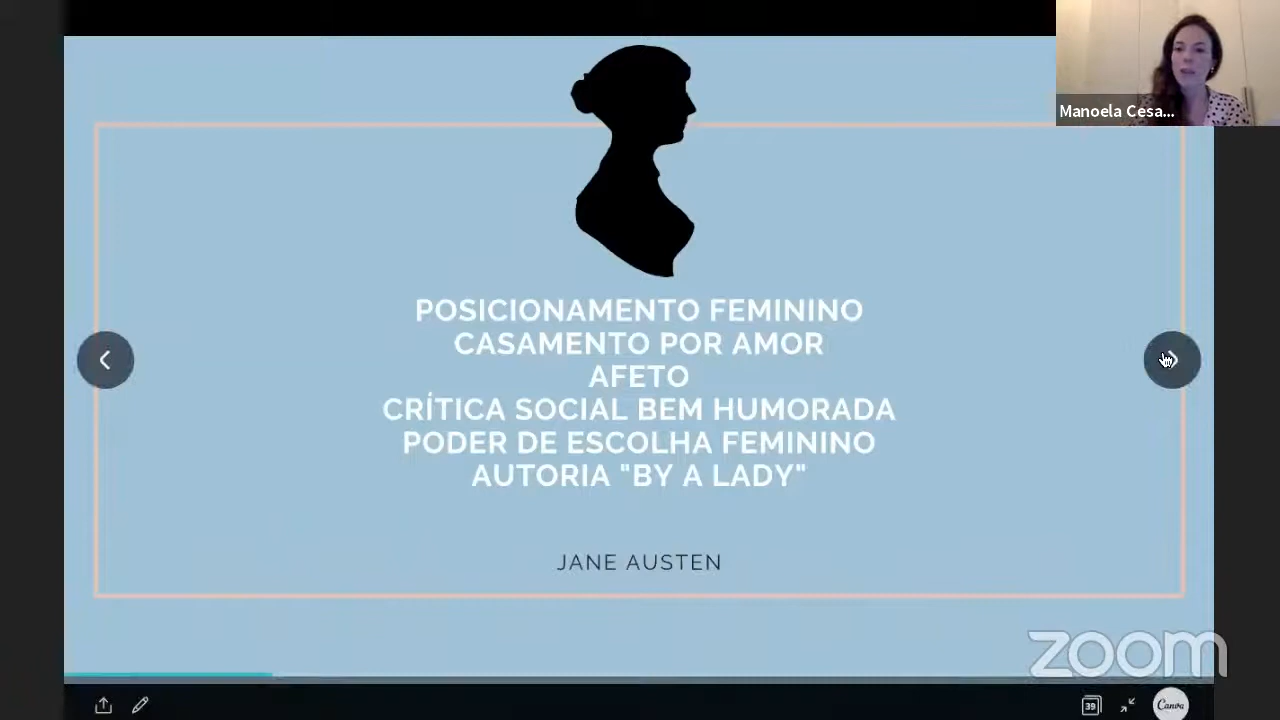 Manoela Cesa...
POSICIONAMENTO FEMININO
CASAMENTO POR AMOR
AFETO
CRÍTICA SOCIAL BEM HUMORADA
PODER DE ESCOLHA FEMININO
AUTORIA "BY A LADY"
JANE AUSTEN
zoom
39
Canva